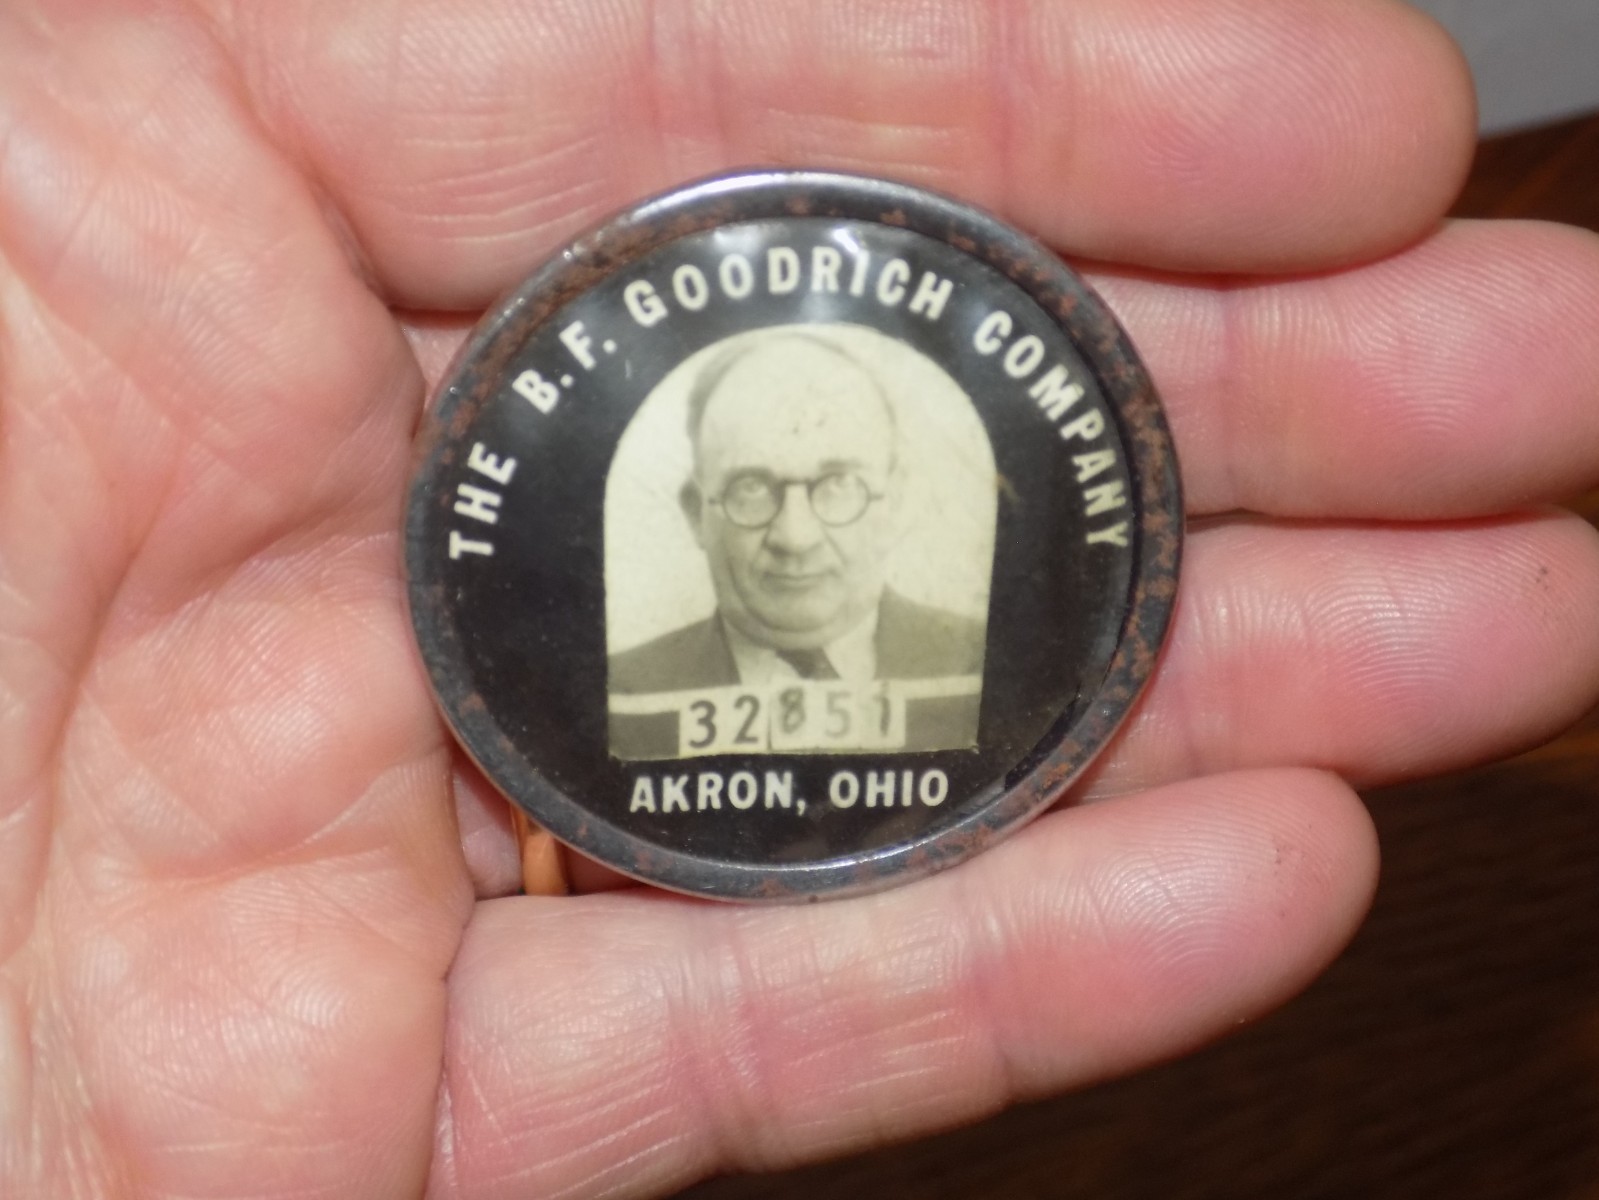 THE B.F. GOODRICH COMPANY
32851
AKRON, OHIO